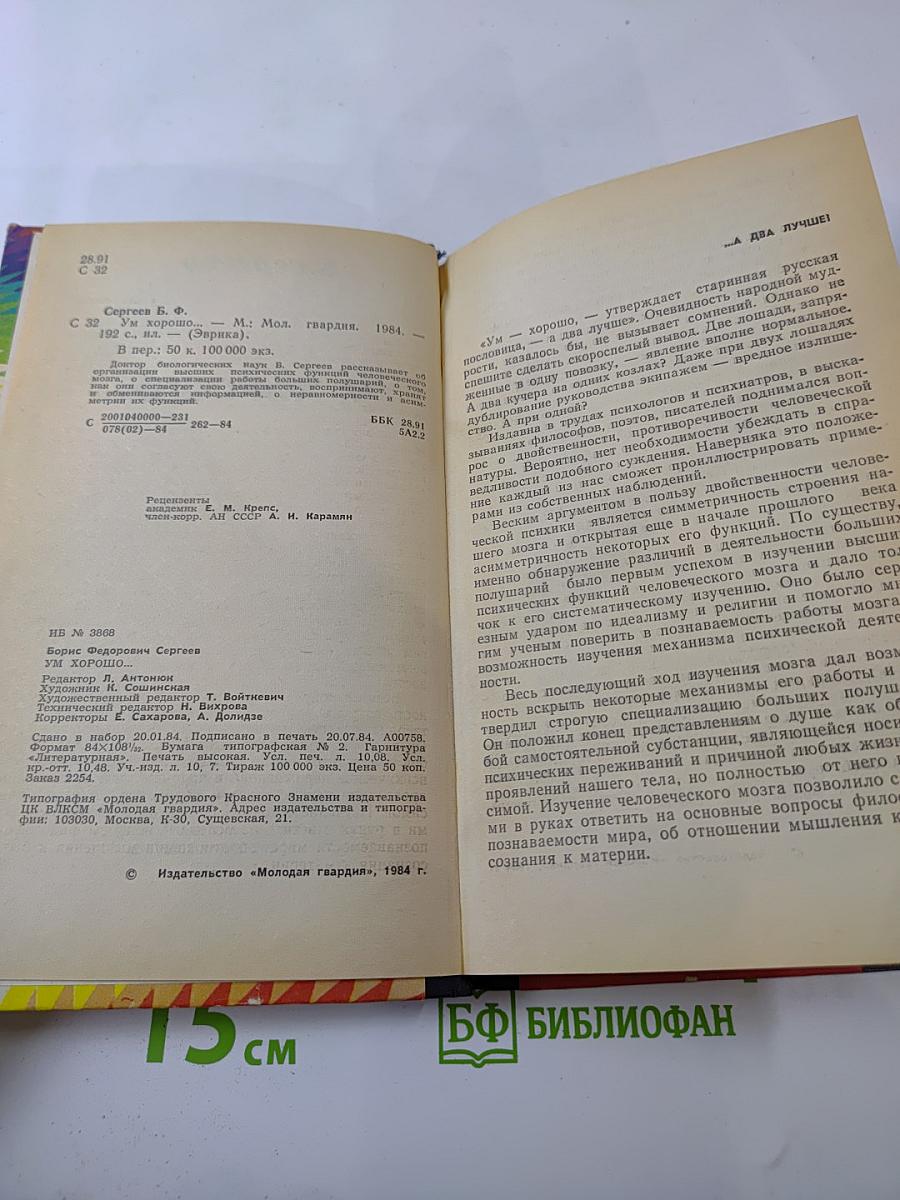 28.91
С 32
Сергеев Б. Ф.
С 32 Ум хорошо... — М.: Мол. гвардия. 1984. —
192 с., ил. — (Эврика).
В пер.: 50 к. 100 000 экз.
Доктор биологических наук Б. Сергеев рассказывает об
организации высших психических функций человеческого
мозга, о специализации работы больших полушарий, о том,
как они согласуют свою деятельность, воспринимают, хранят
и обмениваются информацией, о неравномерности и асим-
метрии их функций.
С 2001040000—231
078(02)—84 262—84
ББК 28.91
5А2.2
Рецензенты
академик Е. М. Крепс,
член-корр. АН СССР А. И. Карамян
ИБ № 3868
Борис Федорович Сергеев
УМ ХОРОШО...
Редактор Л. Антонюк
Художник К. Сошинская
Художественный редактор Т. Войткевич
Технический редактор Н. Вихрова
Корректоры Е. Сахарова, А. Долидзе
Сдано в набор 20.01.84. Подписано в печать 20.07.84. А00758.
Формат 84×108¹/₃₂. Бумага типографская № 2. Гарнитура
«Литературная». Печать высокая. Усл. печ. л. 10,08. Усл.
кр.-отт. 10,48. Уч.-изд. л. 10, 7. Тираж 100 000 экз. Цена 50 коп.
Заказ 2254.
Типография ордена Трудового Красного Знамени издательства
ЦК ВЛКСМ «Молодая гвардия». Адрес издательства и типогра-
фии: 103030, Москва, К-30, Сущевская, 21.
© Издательство «Молодая гвардия», 1984 г.
...А ДВА ЛУЧШЕ!
«Ум — хорошо, — утверждает старинная русская
пословица, — а два лучше». Очевидность народной муд-
рости, казалось бы, не вызывает сомнений. Однако не
спешите сделать скороспелый вывод. Две лошади, запря-
женные в одну повозку, — явление вполне нормальное.
А два кучера на одних козлах? Даже при двух лошадях
дублирование руководства экипажем — вредное излише-
ство. А при одной?
Издавна в трудах психологов и психиатров, в выска-
зываниях философов, поэтов, писателей поднимался воп-
рос о двойственности, противоречивости человеческой
натуры. Вероятно, нет необходимости убеждать в спра-
ведливости подобного суждения. Наверняка это положе-
ние каждый из нас сможет проиллюстрировать приме-
рами из собственных наблюдений.
Веским аргументом в пользу двойственности челове-
ческой психики является симметричность строения на-
шего мозга и открытая еще в начале прошлого века
асимметричность некоторых его функций. По существу,
именно обнаружение различий в деятельности больших
полушарий было первым успехом в изучении высших
психических функций человеческого мозга и дало тол
чок к его систематическому изучению. Оно было сер
езным ударом по идеализму и религии и помогло мн
гим ученым поверить в познаваемость работы мозга
возможность изучения механизма психической деяте
ности.
Весь последующий ход изучения мозга дал возм
ность вскрыть некоторые механизмы его работы и
твердил строгую специализацию больших полуш
Он положил конец представлениям о душе как об
бой самостоятельной субстанции, являющейся носи
психических переживаний и причиной любых жизн
проявлений нашего тела, но полностью от него н
симой. Изучение человеческого мозга позволило с
ми в руках ответить на основные вопросы филос
познаваемости мира, об отношении мышления к
сознания к материи.
15 см
БФ БИБЛИОФАН